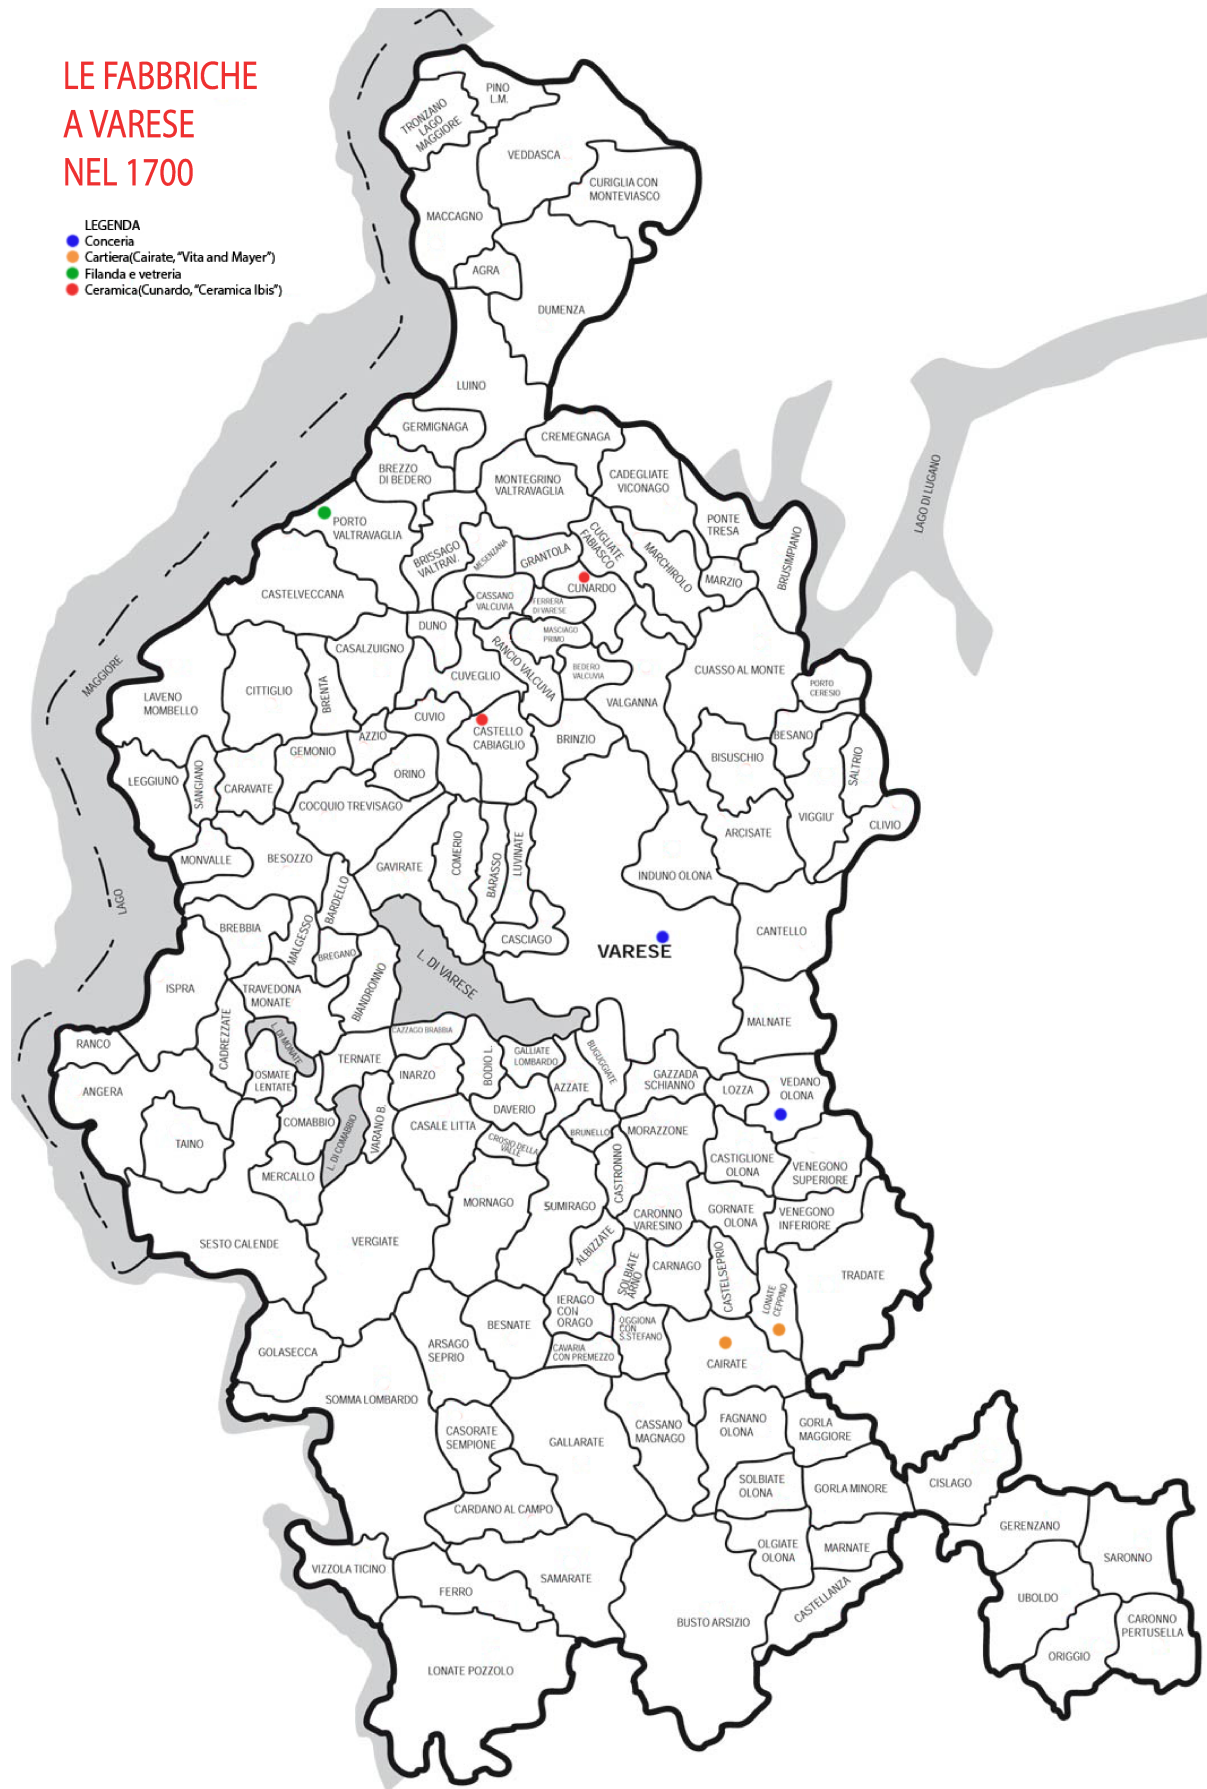 LE FABBRICHE
A VARESE
NEL 1700
LEGENDA
Conceria
Cartiera(Cairate, "Vita and Mayer")
Filanda e vetreria
Ceramica(Cunardo, "Ceramica Ibis")
PINO
L.M.
TRONZANO
LAGO
MAGGIORE
VEDDASCA
CURIGLIA CON
MONTEVIASCO
MACCAGNO
AGRA
DUMENZA
LUINO
GERMIGNAGA
CREMEGNAGA
BREZZO
DI BEDERO
MONTEGRINO
VALTRAVAGLIA
CADEGLIATE
VICONAGO
LAGO DI LUGANO
PORTO
VALTRAVAGLIA
PONTE
TRESA
BRISSAGO
VALTRAV.
MESENZANA
GRANTOLA
CUGLIATE
FABIASCO
MARCHIROLO
BRUSIMPIANO
MARZIO
CUNARDO
CASTELVECCANA
CASSANO
VALCUVIA
FERRERA
DI VARESE
DUNO
MASCIAGO
PRIMO
CASALZUIGNO
RANCIO VALCUVIA
MAGGIORE
CUVEGLIO
BEDERO
VALCUVIA
CUASSO AL MONTE
PORTO
CERESIO
LAVENO
MOMBELLO
CITTIGLIO
BRENTA
VALGANNA
CUVIO
CASTELLO
CABIAGLIO
BRINZIO
AZZIO
BESANO
GEMONIO
BISUSCHIO
SALTRIO
LEGGIUNO
SANGIANO
CARAVATE
ORINO
COCQUIO TREVISAGO
VIGGIU'
CLIVIO
ARCISATE
MONVALLE
BESOZZO
GAVIRATE
COMERIO
BARASSO
LUVINATE
INDUNO OLONA
LAGO
BARDELLO
BREBBIA
MALGESSO
BREGANO
CASCIAGO
VARESE
CANTELLO
L. DI VARESE
ISPRA
TRAVEDONA
MONATE
BIANDRONNO
MALNATE
RANCO
CADREZZATE
L. DI MONATE
CAZZAGO BRABBIA
TERNATE
INARZO
BODIO L.
GALLIATE
LOMBARDO
BUGUGGIATE
GAZZADA
SCHIANNO
LOZZA
VEDANO
OLONA
ANGERA
OSMATE
LENTATE
AZZATE
DAVERIO
TAINO
COMABBIO
L. DI COMABBIO
VARANO B.
CASALE LITTA
CROSIO DELLA
VALLE
BRUNELLO
MORAZZONE
CASTIGLIONE
OLONA
VENEGONO
SUPERIORE
MERCALLO
CASTRONNO
MORNAGO
SUMIRAGO
CARONNO
VARESINO
GORNATE
OLONA
VENEGONO
INFERIORE
SESTO CALENDE
VERGIATE
ALBIZZATE
SOLBIATE
ARNO
CARNAGO
CASTELSEPRIO
LONATE
CEPPINO
TRADATE
IERAGO
CON
ORAGO
BESNATE
OGGIONA
CON
S.STEFANO
GOLASECCA
ARSAGO
SEPRIO
CAVARIA
CON PREMEZZO
CAIRATE
SOMMA LOMBARDO
CASORATE
SEMPIONE
GALLARATE
CASSANO
MAGNAGO
FAGNANO
OLONA
GORLA
MAGGIORE
SOLBIATE
OLONA
GORLA MINORE
CISLAGO
CARDANO AL CAMPO
GERENZANO
VIZZOLA TICINO
OLGIATE
OLONA
MARNATE
SARONNO
FERRO
SAMARATE
CASTELLANZA
UBOLDO
BUSTO ARSIZIO
CARONNO
PERTUSELLA
ORIGGIO
LONATE POZZOLO